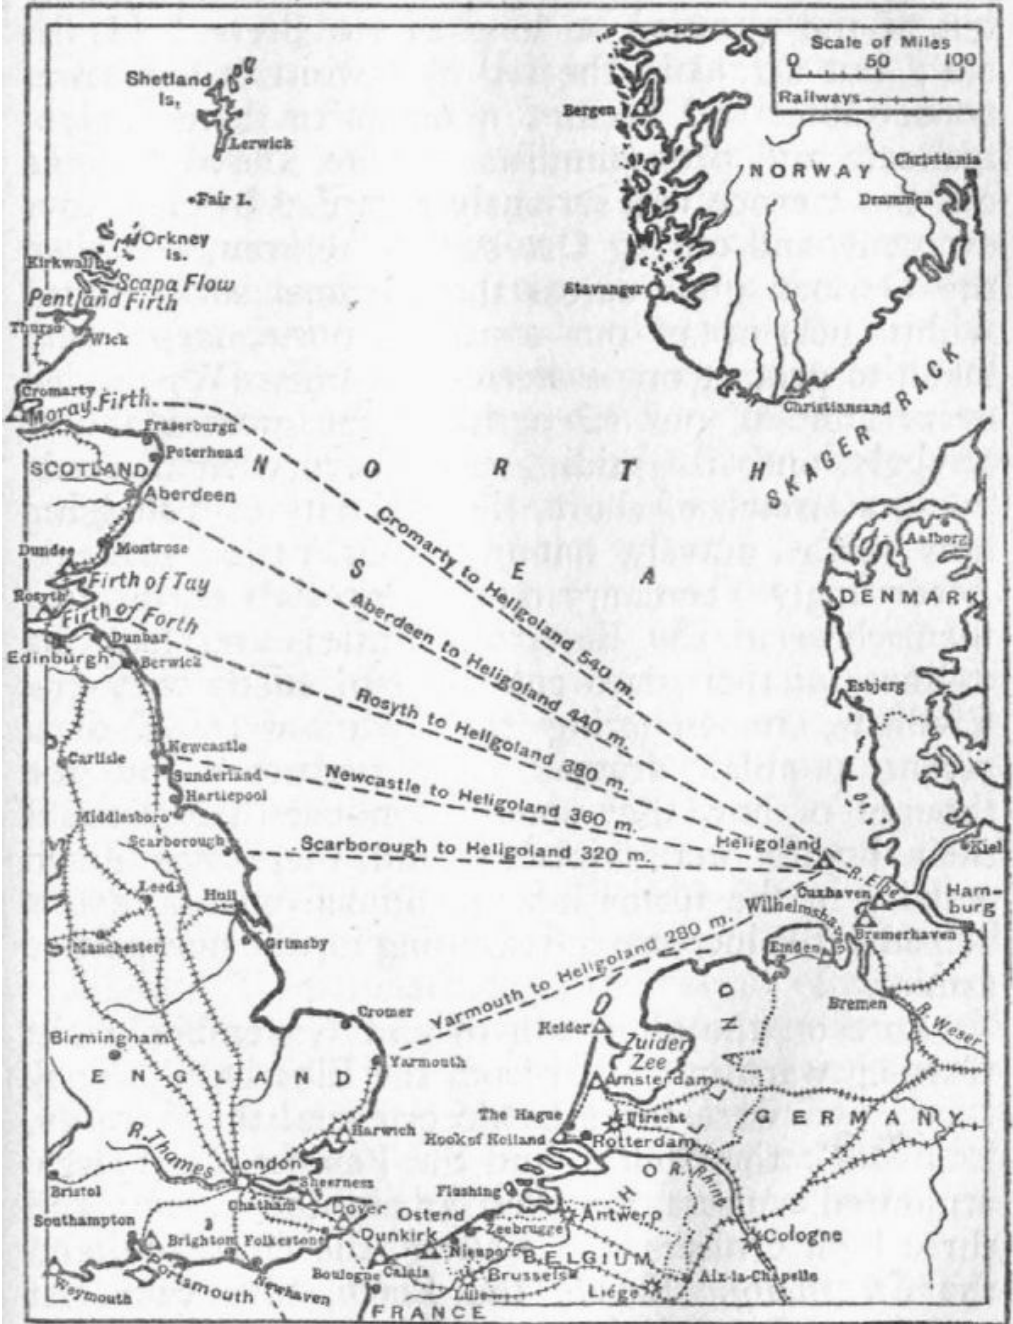 Scale of Miles
0 50 100
Railways
Shetland
Is.
Lerwick
Fair I.
Bergen
NORWAY
Christiania
Drammen
Orkney
Is.
Kirkwall
Scapa Flow
Pentland Firth
Stavanger
Thurso
Wick
Cromarty
Moray Firth
Christiansand
Fraserburgh
Peterhead
SCOTLAND
NORTH
SKAGER RACK
Aberdeen
Cromarty to Heligoland 540 m.
Dundee
Montrose
SEA
Aalborg
Firth of Tay
DENMARK
Rosyth
Firth of Forth
Aberdeen to Heligoland 440 m.
Dunbar
Edinburgh
Berwick
Rosyth to Heligoland 380 m.
Esbjerg
Newcastle
Carlisle
Sunderland
Newcastle to Heligoland 360 m.
Hartlepool
Middlesboro
Scarborough
Scarborough to Heligoland 320 m.
Heligoland
Kiel
R. Elbe
Leeds
Hull
Cuxhaven
Ham-
burg
Wilhelmsha
Bremerhaven
Manchester
Grimsby
Yarmouth to Heligoland 280 m.
Emden
Bremen
Weser
Cromer
Helder
Zuider
Zee
Birmingham
Yarmouth
ENGLAND
Amsterdam
HOLLAND
GERMANY
The Hague
Utrecht
Harwich
Hook of Holland
Rotterdam
R. Thames
London
Sheerness
R. Rhine
Bristol
Chatham
Flushing
Southampton
Dover
Ostend
Zeebrugge
Antwerp
Cologne
Brighton
Folkestone
Dunkirk
Nieuport
BELGIUM
Portsmouth
Newhaven
Boulogne
Calais
Brussels
Aix-la-Chapelle
Weymouth
Lille
Liége
FRANCE